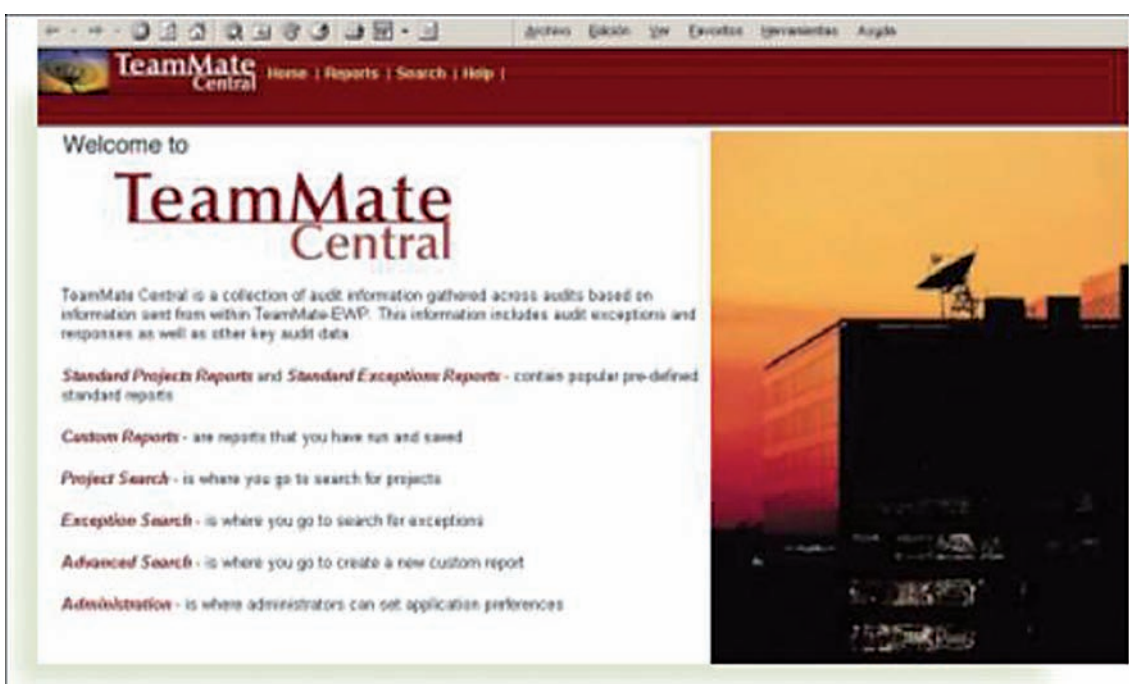 Archivo Edición Ver Favoritos Herramientas Ayuda
TeamMate
Central
Home | Reports | Search | Help |
Welcome to
TeamMate
Central
TeamMate Central is a collection of audit information gathered across audits based on
information sent from within TeamMate-EWP. This information includes audit exceptions and
responses as well as other key audit data
Standard Projects Reports and Standard Exceptions Reports - contain popular pre-defined
standard reports
Custom Reports - are reports that you have run and saved
Project Search - is where you go to search for projects
Exception Search - is where you go to search for exceptions
Advanced Search - is where you go to create a new custom report
Administration - is where administrators can set application preferences